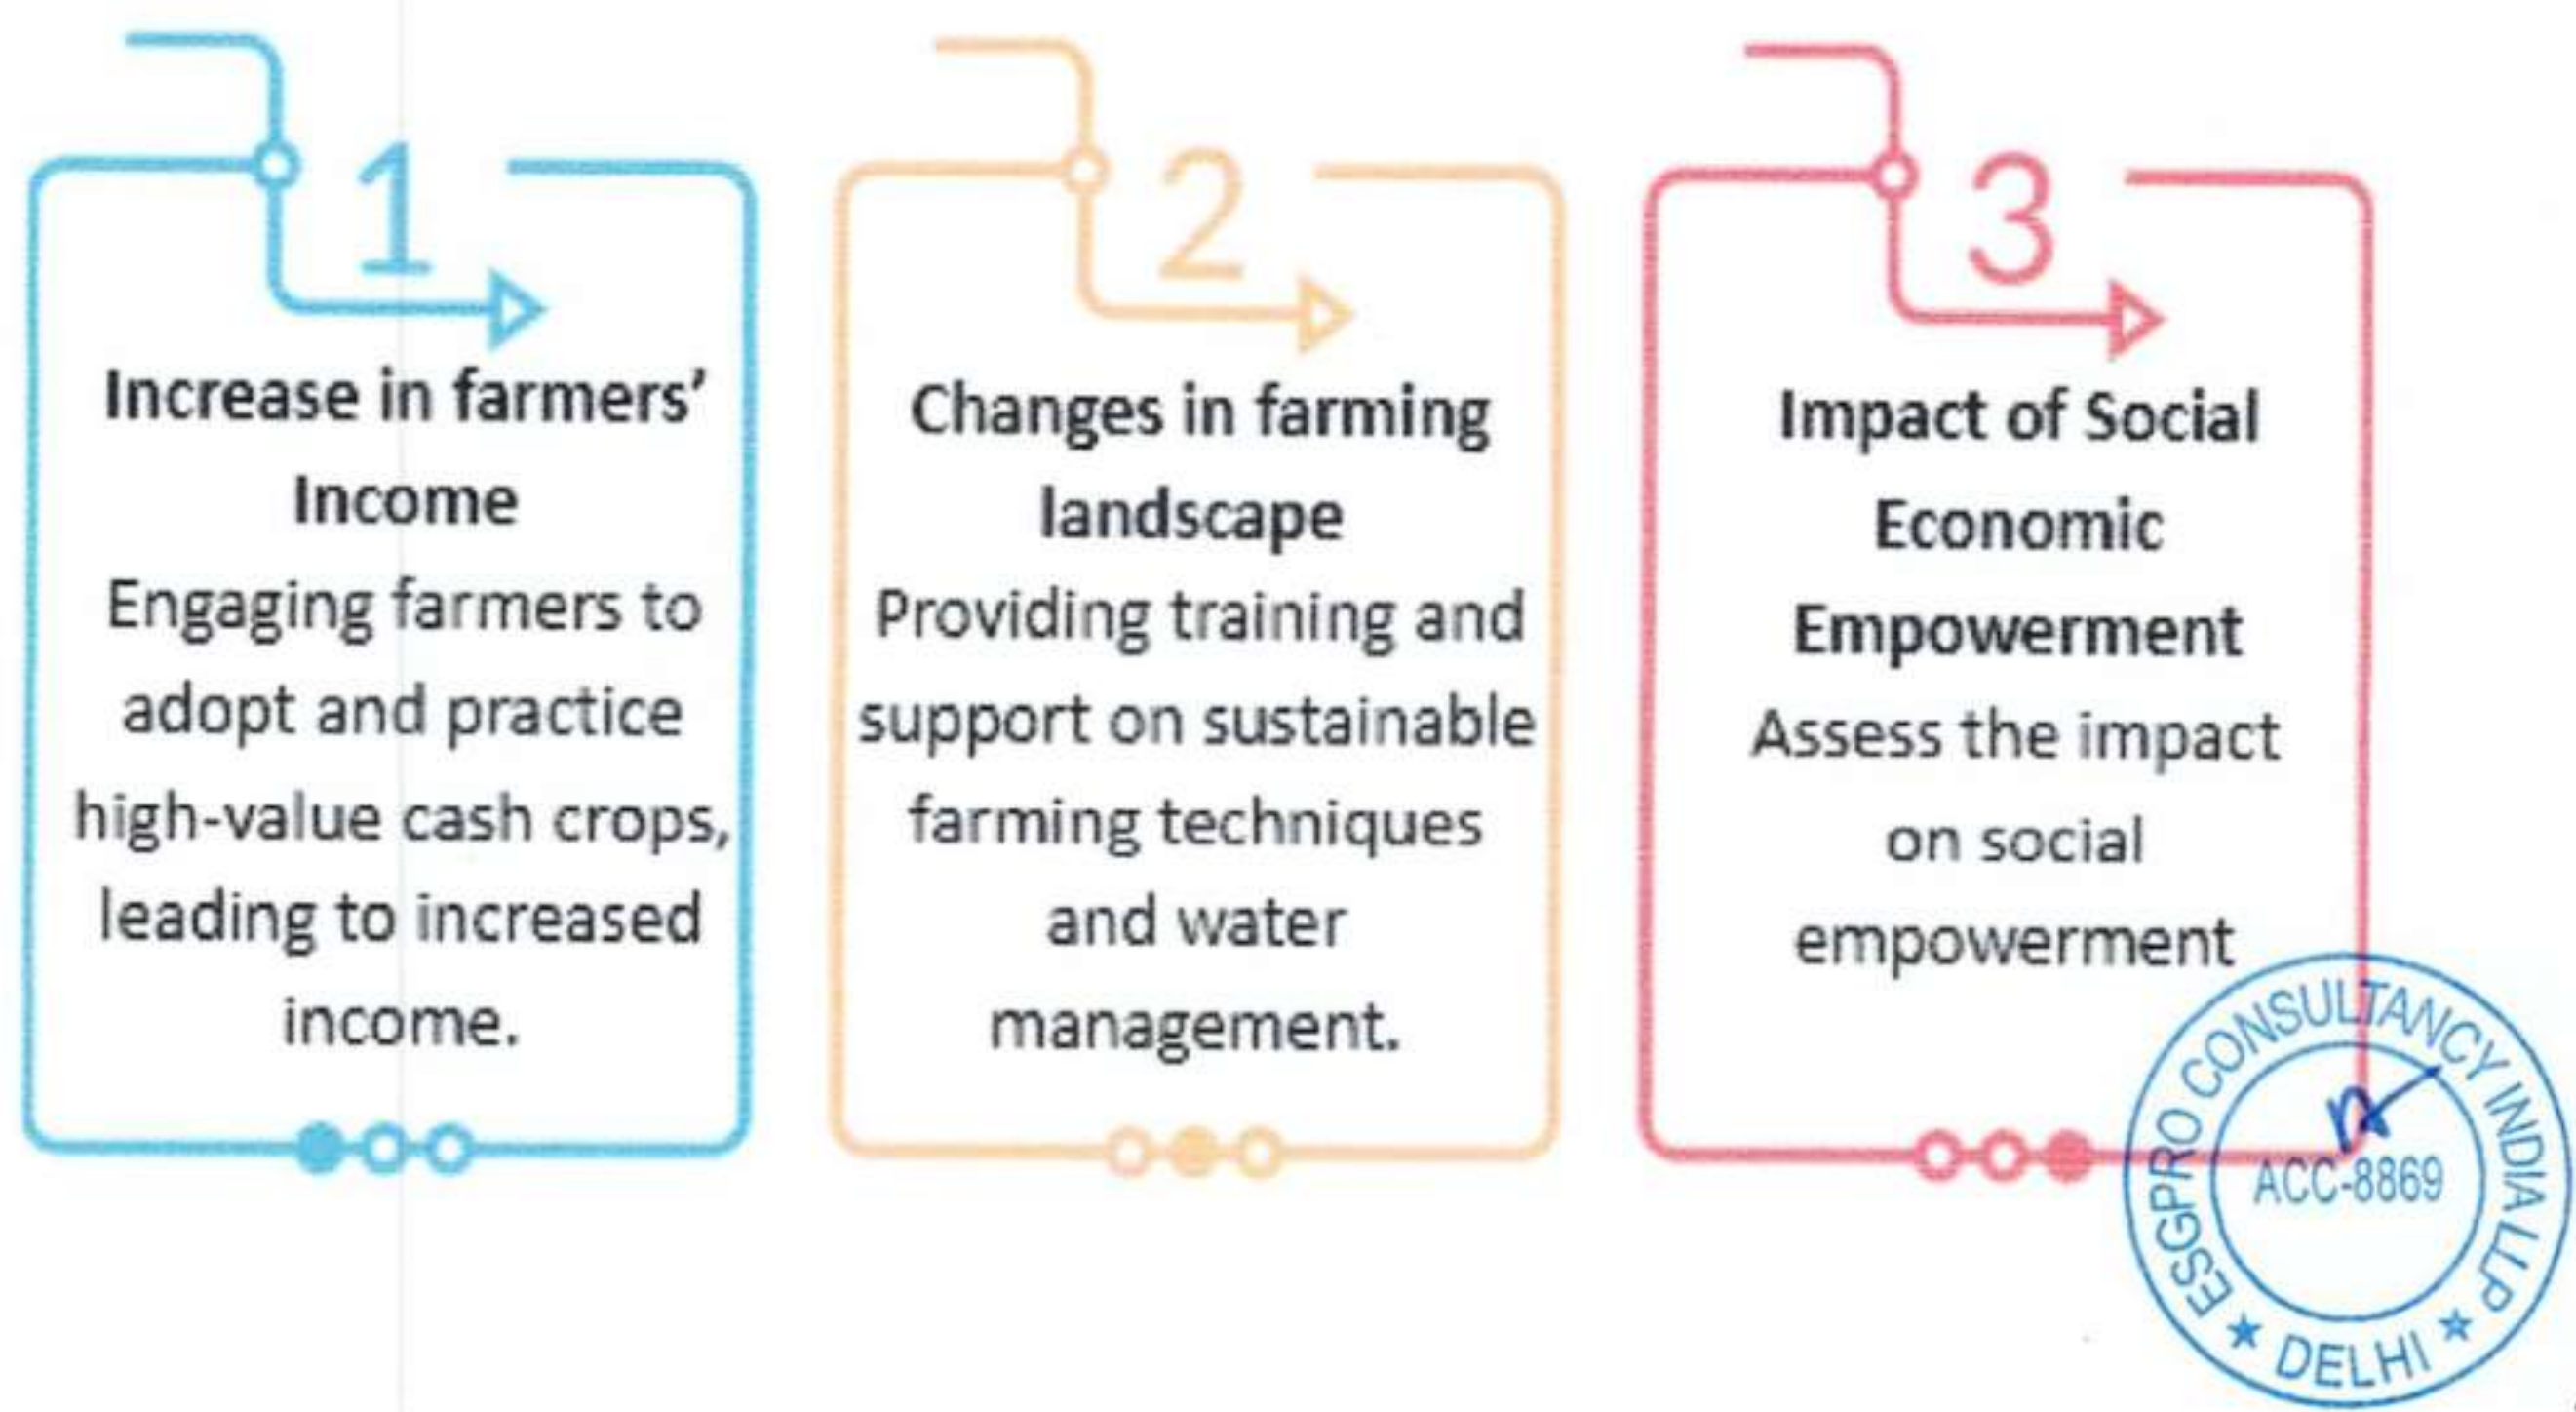 1
Increase in farmers’
Income
Engaging farmers to
adopt and practice
high-value cash crops,
leading to increased
income.
2
Changes in farming
landscape
Providing training and
support on sustainable
farming techniques
and water
management.
3
Impact of Social
Economic
Empowerment
Assess the impact
on social
empowerment
ESGPRO CONSULTANCY INDIA LLP
ACC-8869
★ DELHI ★